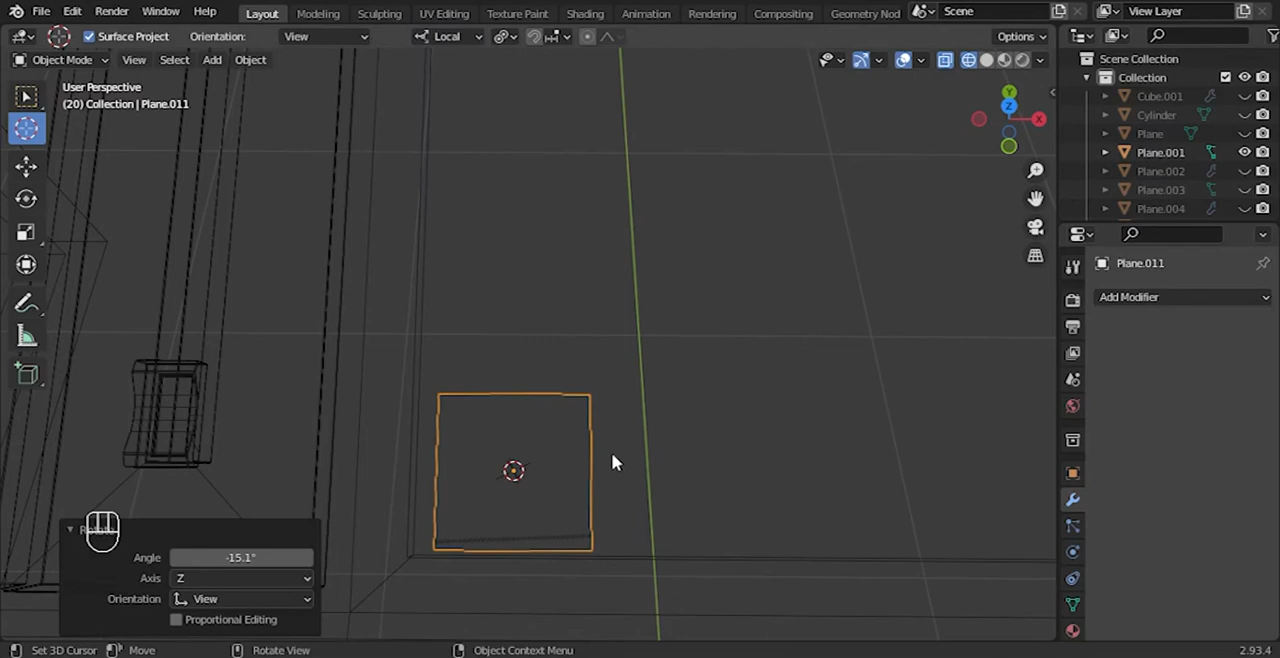 File Edit Render Window Help Layout Modeling Sculpting UV Editing Texture Paint Shading Animation Rendering Compositing Geometry Nod Scene View Layer
Surface Project Orientation: View Local Options
Object Mode View Select Add Object
User Perspective
(20) Collection | Plane.011
Y
Z
X
Scene Collection
Collection
Cube.001
Cylinder
Plane
Plane.001
Plane.002
Plane.003
Plane.004
Plane.011
Add Modifier
Angle -15.1°
Axis Z
Orientation View
Proportional Editing
Set 3D Cursor Move Rotate View Object Context Menu 2.93.4